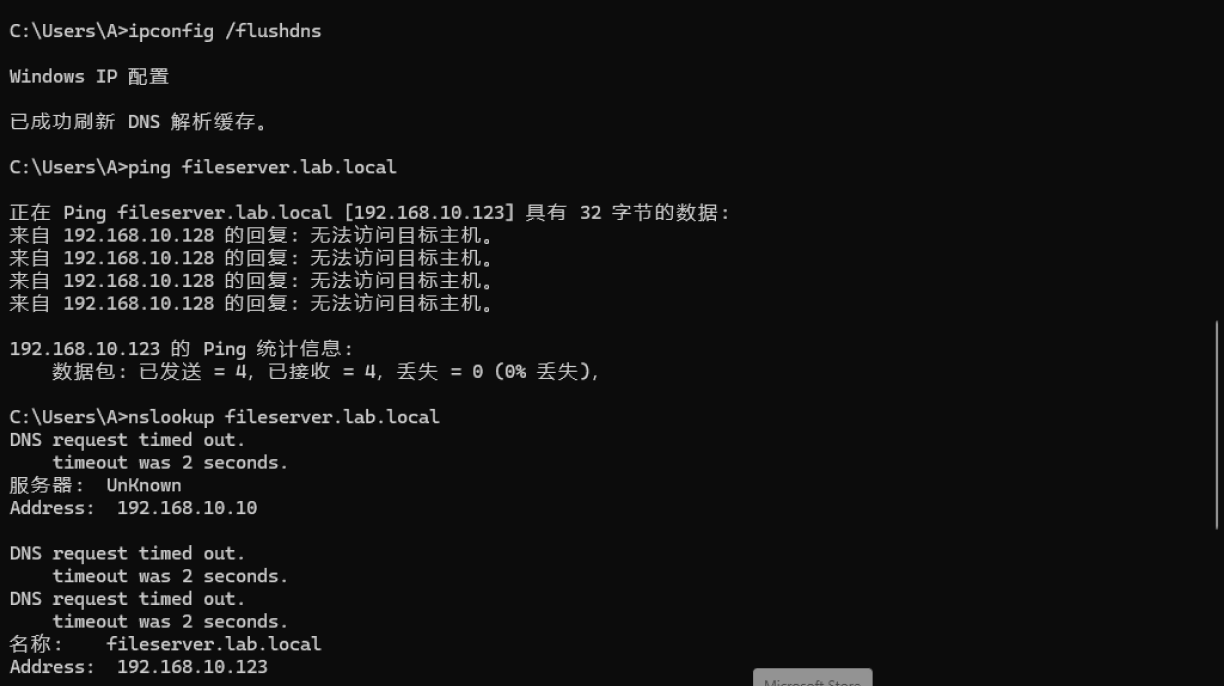 C:\Users\A>ipconfig /flushdns
Windows IP 配置
已成功刷新 DNS 解析缓存。
C:\Users\A>ping fileserver.lab.local
正在 Ping fileserver.lab.local [192.168.10.123] 具有 32 字节的数据:
来自 192.168.10.128 的回复: 无法访问目标主机。
来自 192.168.10.128 的回复: 无法访问目标主机。
来自 192.168.10.128 的回复: 无法访问目标主机。
来自 192.168.10.128 的回复: 无法访问目标主机。
192.168.10.123 的 Ping 统计信息:
    数据包: 已发送 = 4，已接收 = 4，丢失 = 0 (0% 丢失)，
C:\Users\A>nslookup fileserver.lab.local
DNS request timed out.
    timeout was 2 seconds.
服务器:  UnKnown
Address:  192.168.10.10
DNS request timed out.
    timeout was 2 seconds.
DNS request timed out.
    timeout was 2 seconds.
名称:    fileserver.lab.local
Address:  192.168.10.123
Microsoft Store